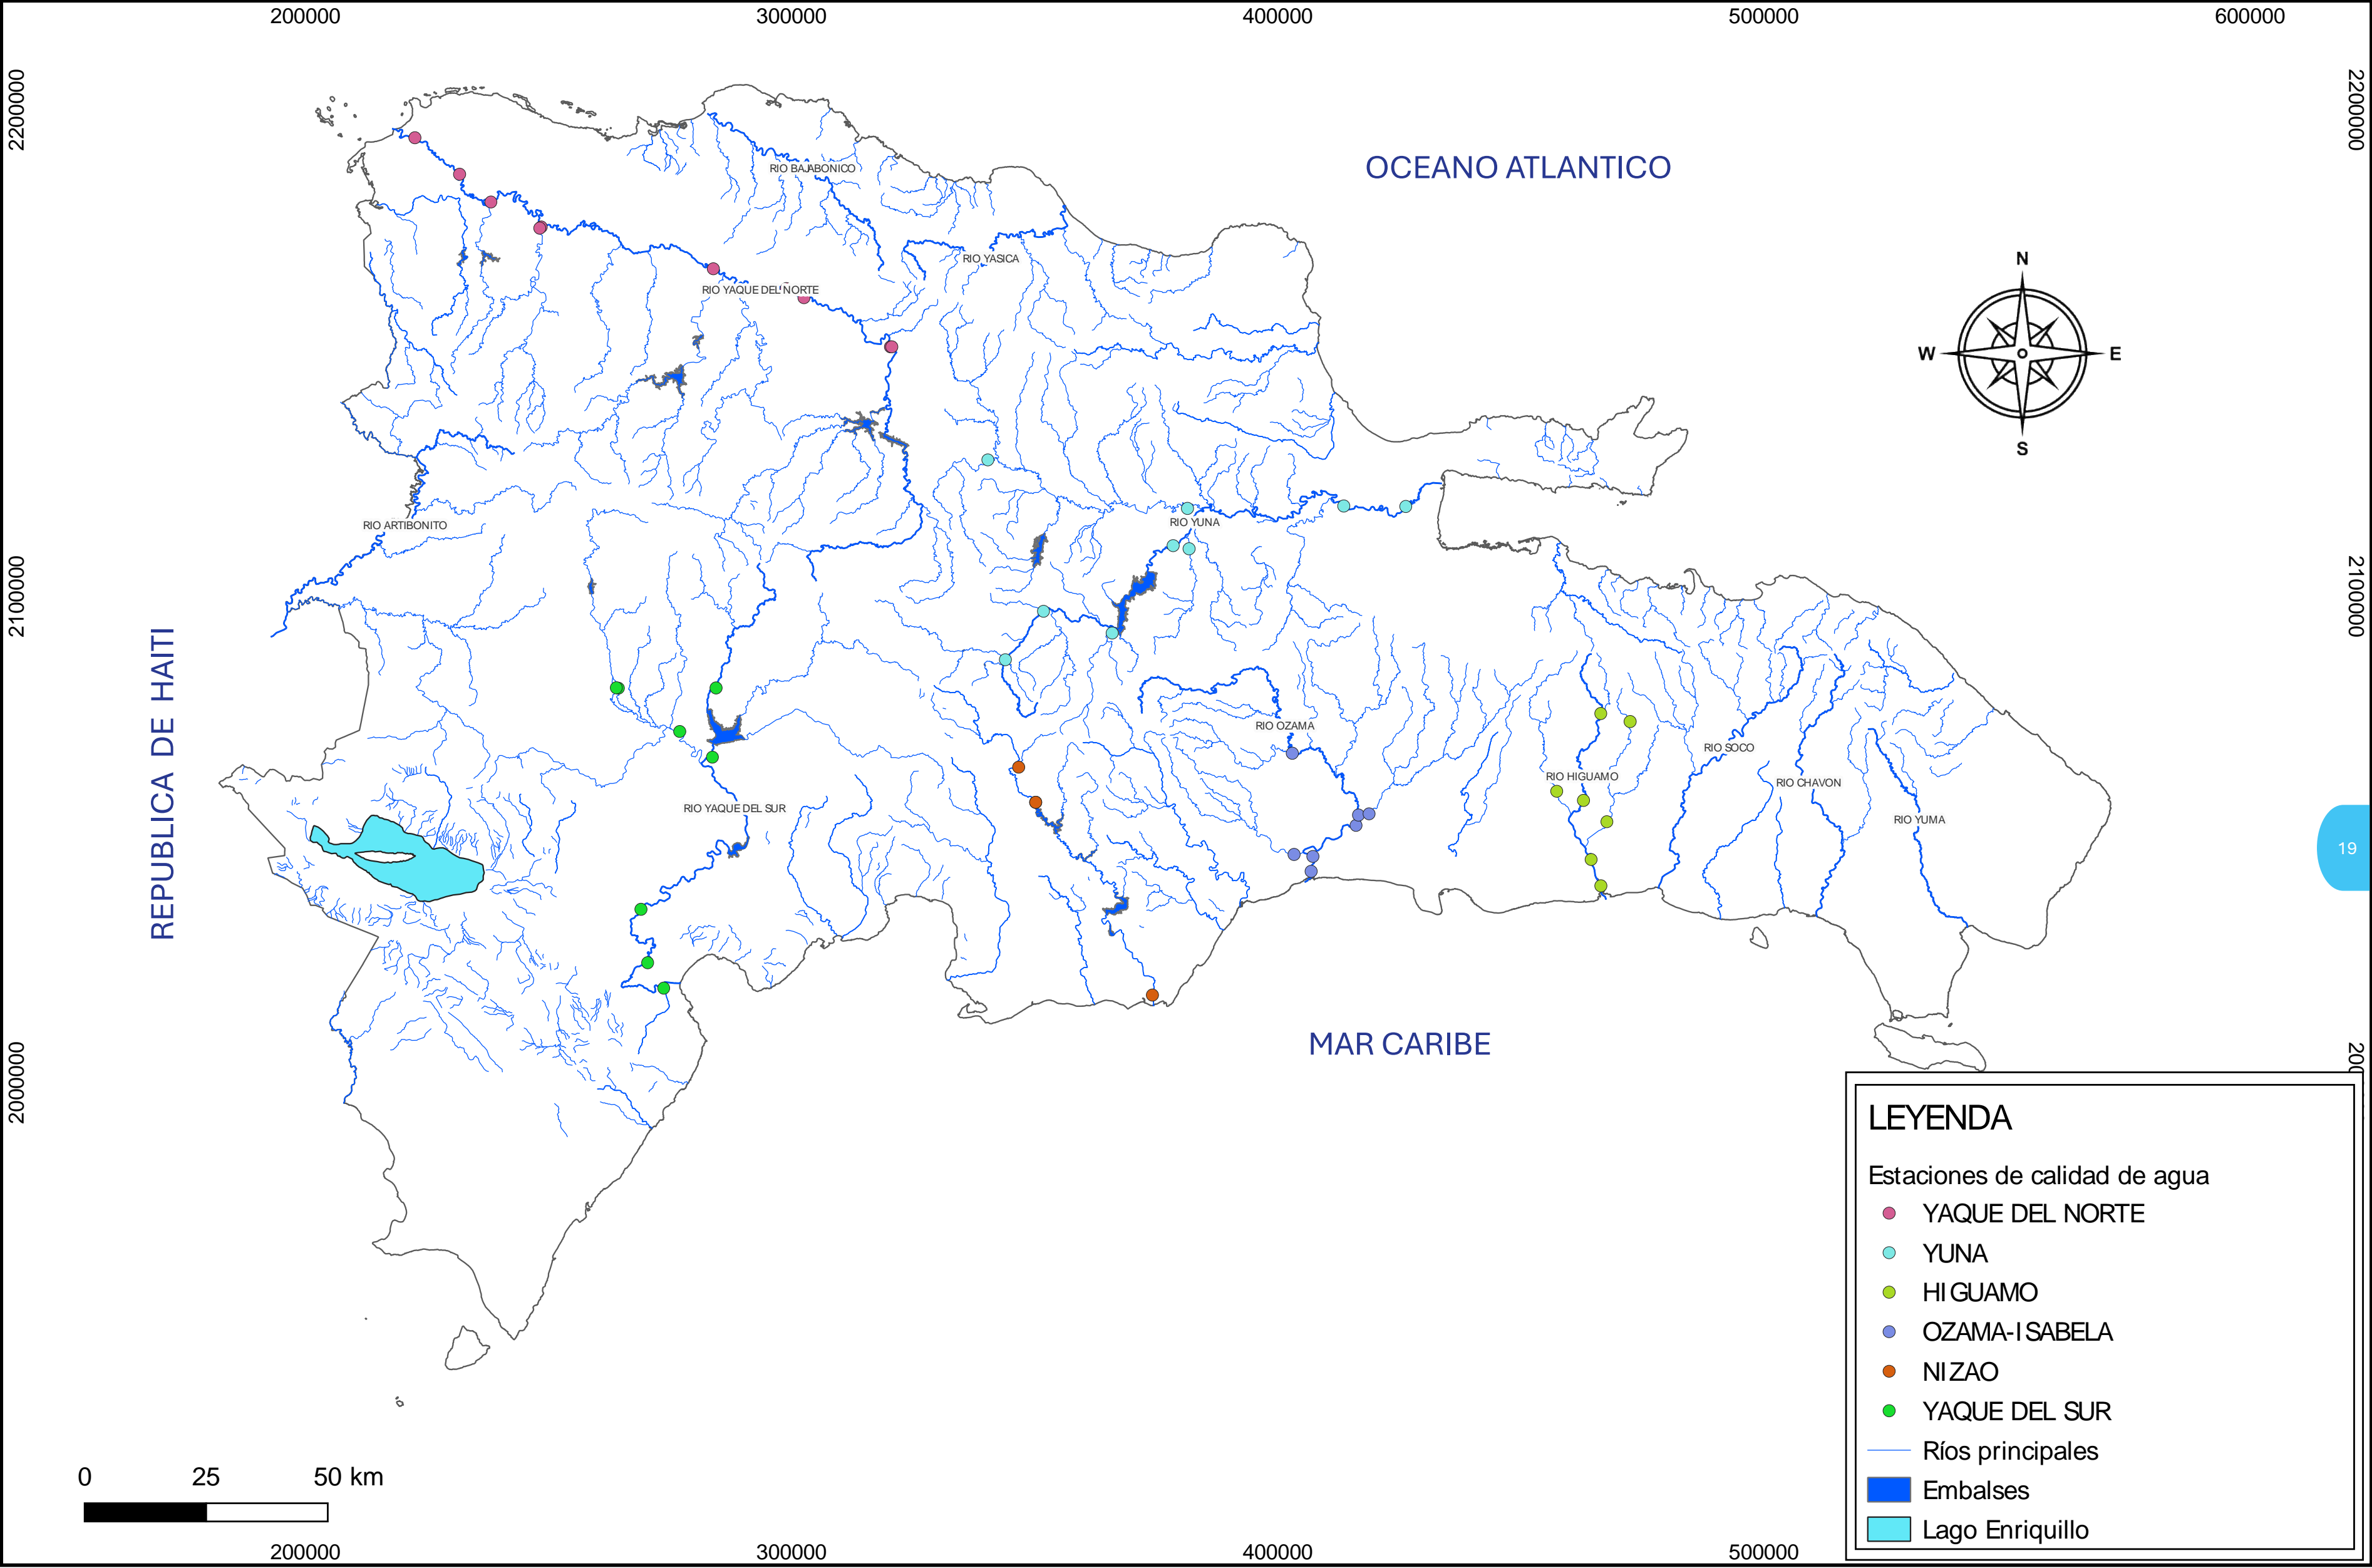 200000 300000 400000 500000 600000
2200000 2200000
OCEANO ATLANTICO
RIO BAJABONICO
RIO YASICA
N
RIO YAQUE DEL NORTE
W E
S
RIO ARTIBONITO
RIO YUNA
2100000 2100000
REPUBLICA DE HAITI
RIO OZAMA
RIO SOCO
RIO HIGUAMO
RIO CHAVON
RIO YAQUE DEL SUR
RIO YUMA
19
MAR CARIBE
2000000 200
LEYENDA
Estaciones de calidad de agua
YAQUE DEL NORTE
YUNA
HIGUAMO
OZAMA-ISABELA
NIZAO
YAQUE DEL SUR
Ríos principales
Embalses
Lago Enriquillo
0 25 50 km
200000 300000 400000 500000